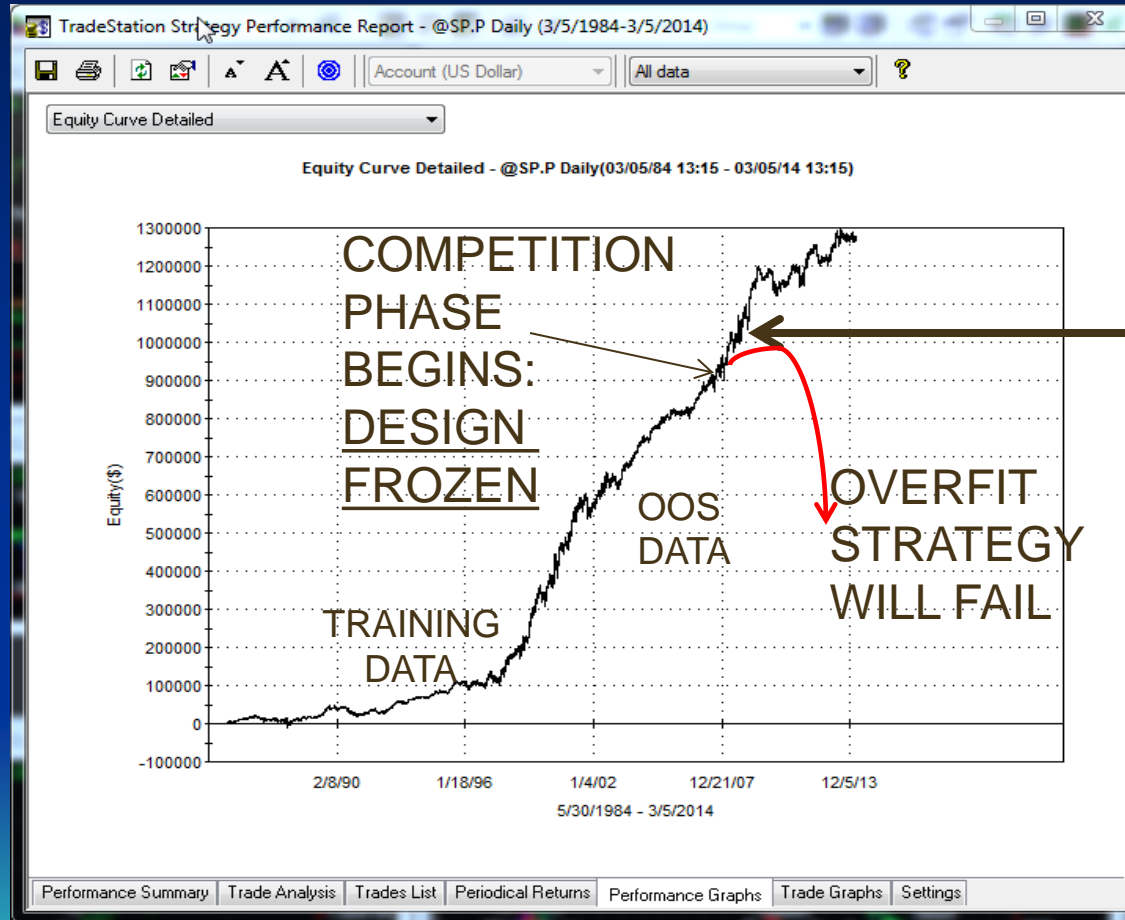 TradeStation Strategy Performance Report - @SP.P Daily (3/5/1984-3/5/2014)
Account (US Dollar)
All data
Equity Curve Detailed
Equity Curve Detailed - @SP.P Daily(03/05/84 13:15 - 03/05/14 13:15)
1300000
1200000
1100000
1000000
900000
800000
700000
600000
500000
400000
300000
200000
100000
0
-100000
Equity($)
COMPETITION
PHASE
BEGINS:
DESIGN
FROZEN
OOS
DATA
OVERFIT
STRATEGY
WILL FAIL
TRAINING
DATA
2/8/90 1/18/96 1/4/02 12/21/07 12/5/13
5/30/1984 - 3/5/2014
Performance Summary Trade Analysis Trades List Periodical Returns Performance Graphs Trade Graphs Settings